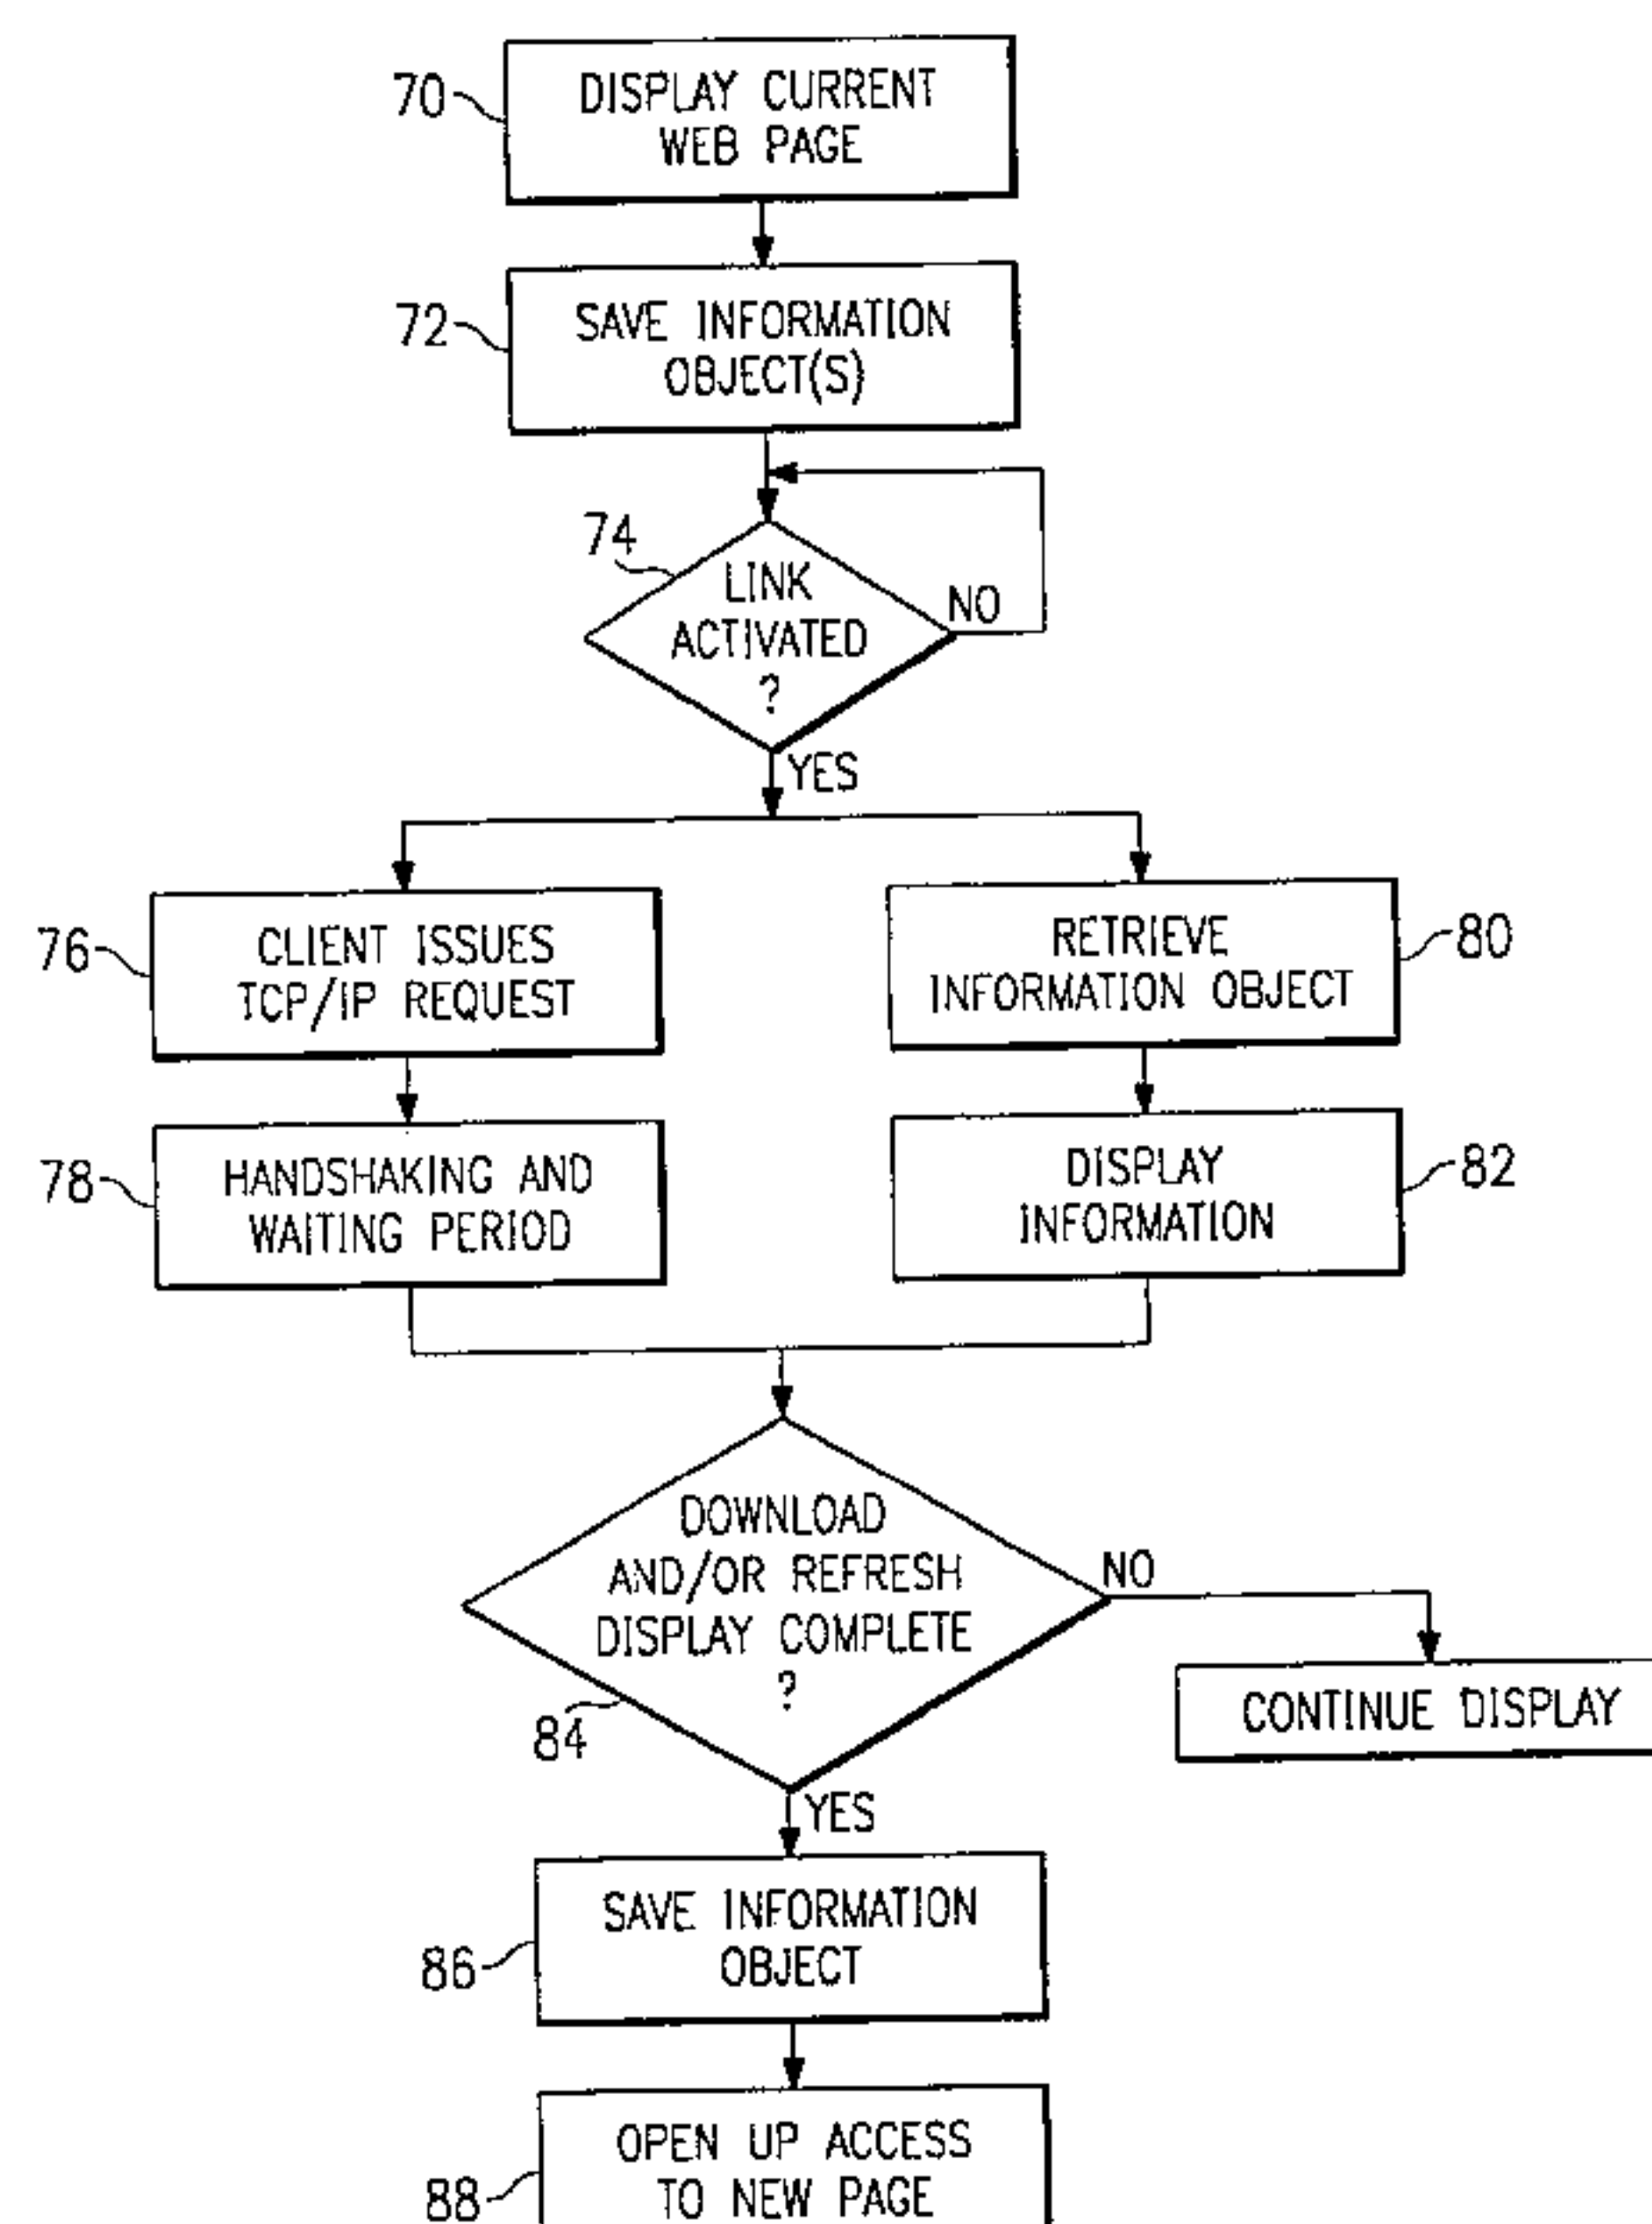 70
DISPLAY CURRENT
WEB PAGE
72
SAVE INFORMATION
OBJECT(S)
74
LINK
ACTIVATED
?
NO
YES
76
CLIENT ISSUES
TCP/IP REQUEST
RETRIEVE
INFORMATION OBJECT
80
78
HANDSHAKING AND
WAITING PERIOD
DISPLAY
INFORMATION
82
DOWNLOAD
AND/OR REFRESH
DISPLAY COMPLETE
?
84
NO
CONTINUE DISPLAY
YES
86
SAVE INFORMATION
OBJECT
88
OPEN UP ACCESS
TO NEW PAGE